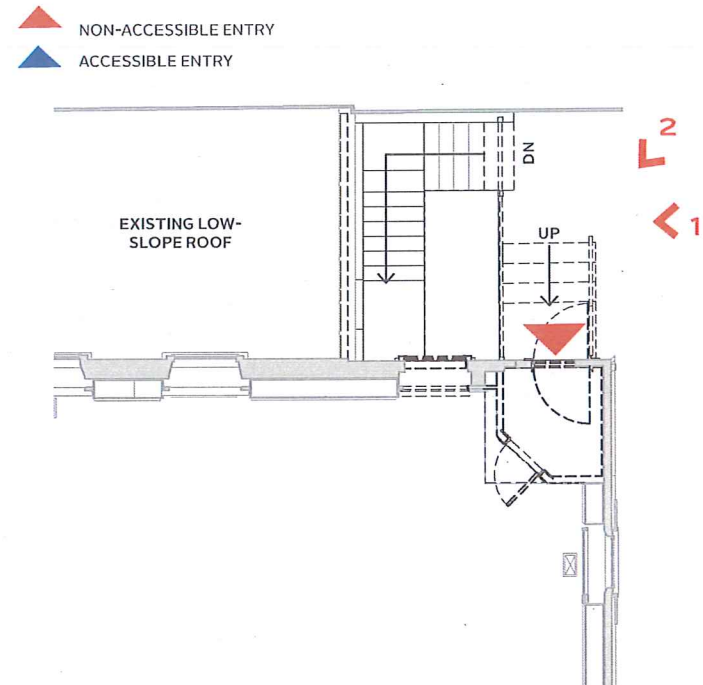 NON-ACCESSIBLE ENTRY
ACCESSIBLE ENTRY
2
DN
EXISTING LOW-
SLOPE ROOF
UP
1